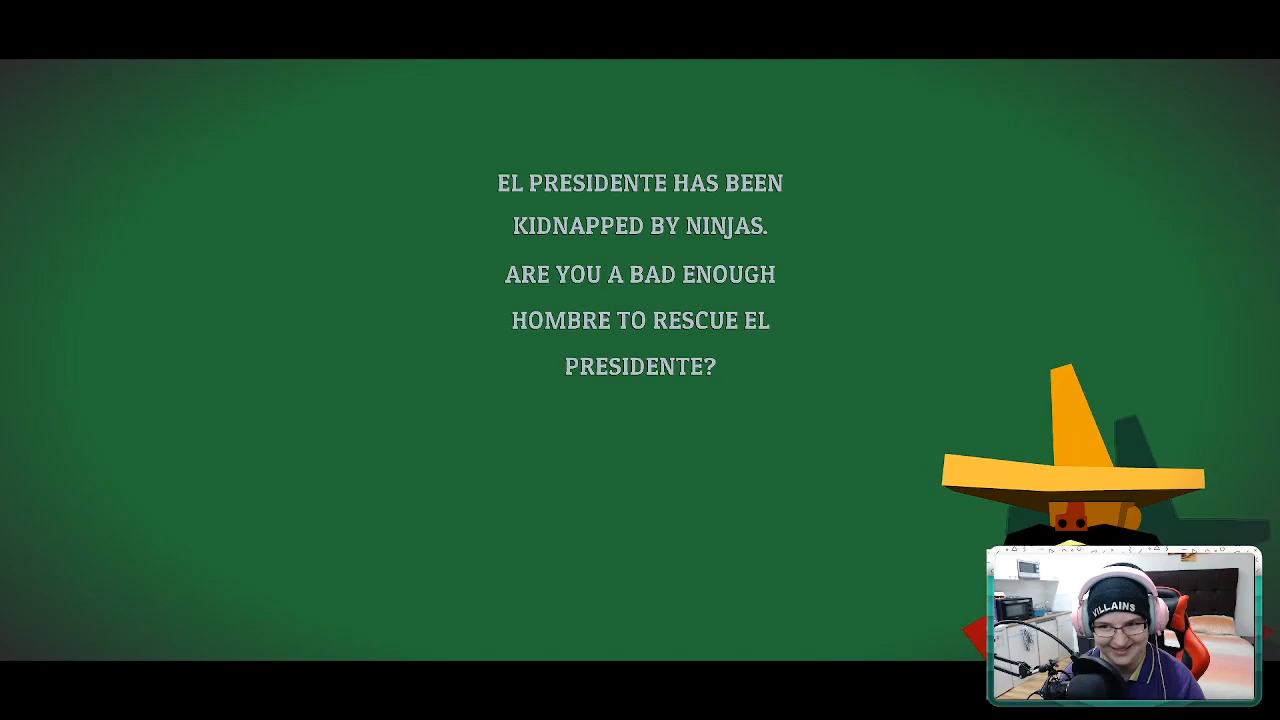 EL PRESIDENTE HAS BEEN
KIDNAPPED BY NINJAS.
ARE YOU A BAD ENOUGH
HOMBRE TO RESCUE EL
PRESIDENTE?
VILLAINS